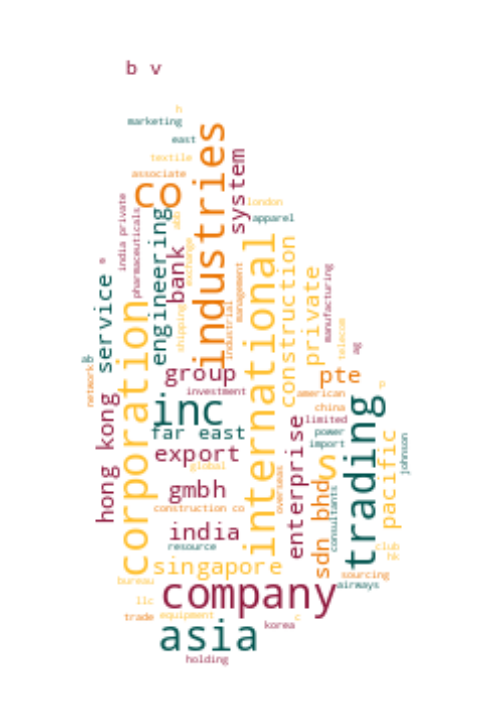 b v
h
marketing
east
textile
associate
co
industries
system
london
apparel
india private
pharmaceuticals
abb
engineering
bank
exchange
service
corporation
shipping
industrial
management
international
construction
private
manufacturing
telecom
ag
&
network
group
investment
pte
american
china
p
inc
far east
limited
power
import
trading
johnson
hong kong
export
global
enterprise
s
pacific
gmbh
overseas
construction co
sdn bhd
consultants
india
resource
club
hk
singapore
sourcing
bureau
airways
company
llc
trade
equipment
c
korea
asia
holding